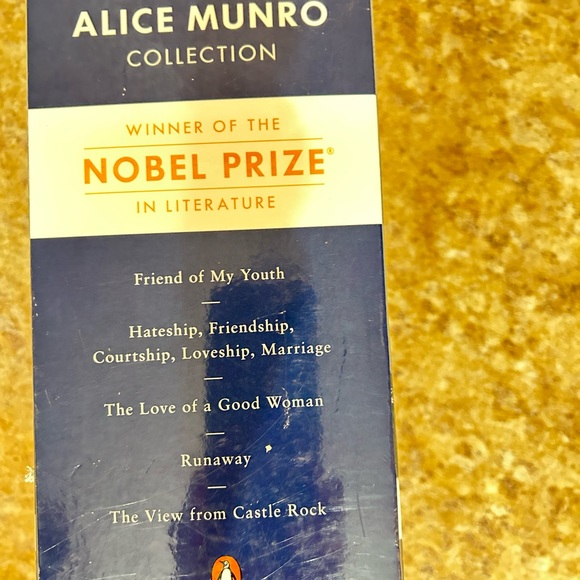 ALICE MUNRO
COLLECTION
WINNER OF THE
NOBEL PRIZE®
IN LITERATURE
Friend of My Youth
—
Hateship, Friendship,
Courtship, Loveship, Marriage
—
The Love of a Good Woman
—
Runaway
—
The View from Castle Rock